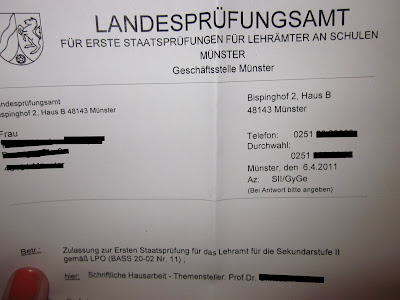 LANDESPRÜFUNGSAMT
FÜR ERSTE STAATSPRÜFUNGEN FÜR LEHRÄMTER AN SCHULEN
MÜNSTER
Geschäftsstelle Münster
andesprüfungsamt
ispinghof 2, Haus B 48143 Münster
Frau
Bispinghof 2, Haus B
48143 Münster
Telefon: 0251
Durchwahl:
0251
Münster, den 6.4.2011
Az: SII/GyGe
(Bei Antwort bitte angeben)
Betr.: Zulassung zur Ersten Staatsprüfung für das Lehramt für die Sekundarstufe II
gemäß LPO (BASS 20-02 Nr. 11) ;
hier: Schriftliche Hausarbeit - Themensteller: Prof.Dr.